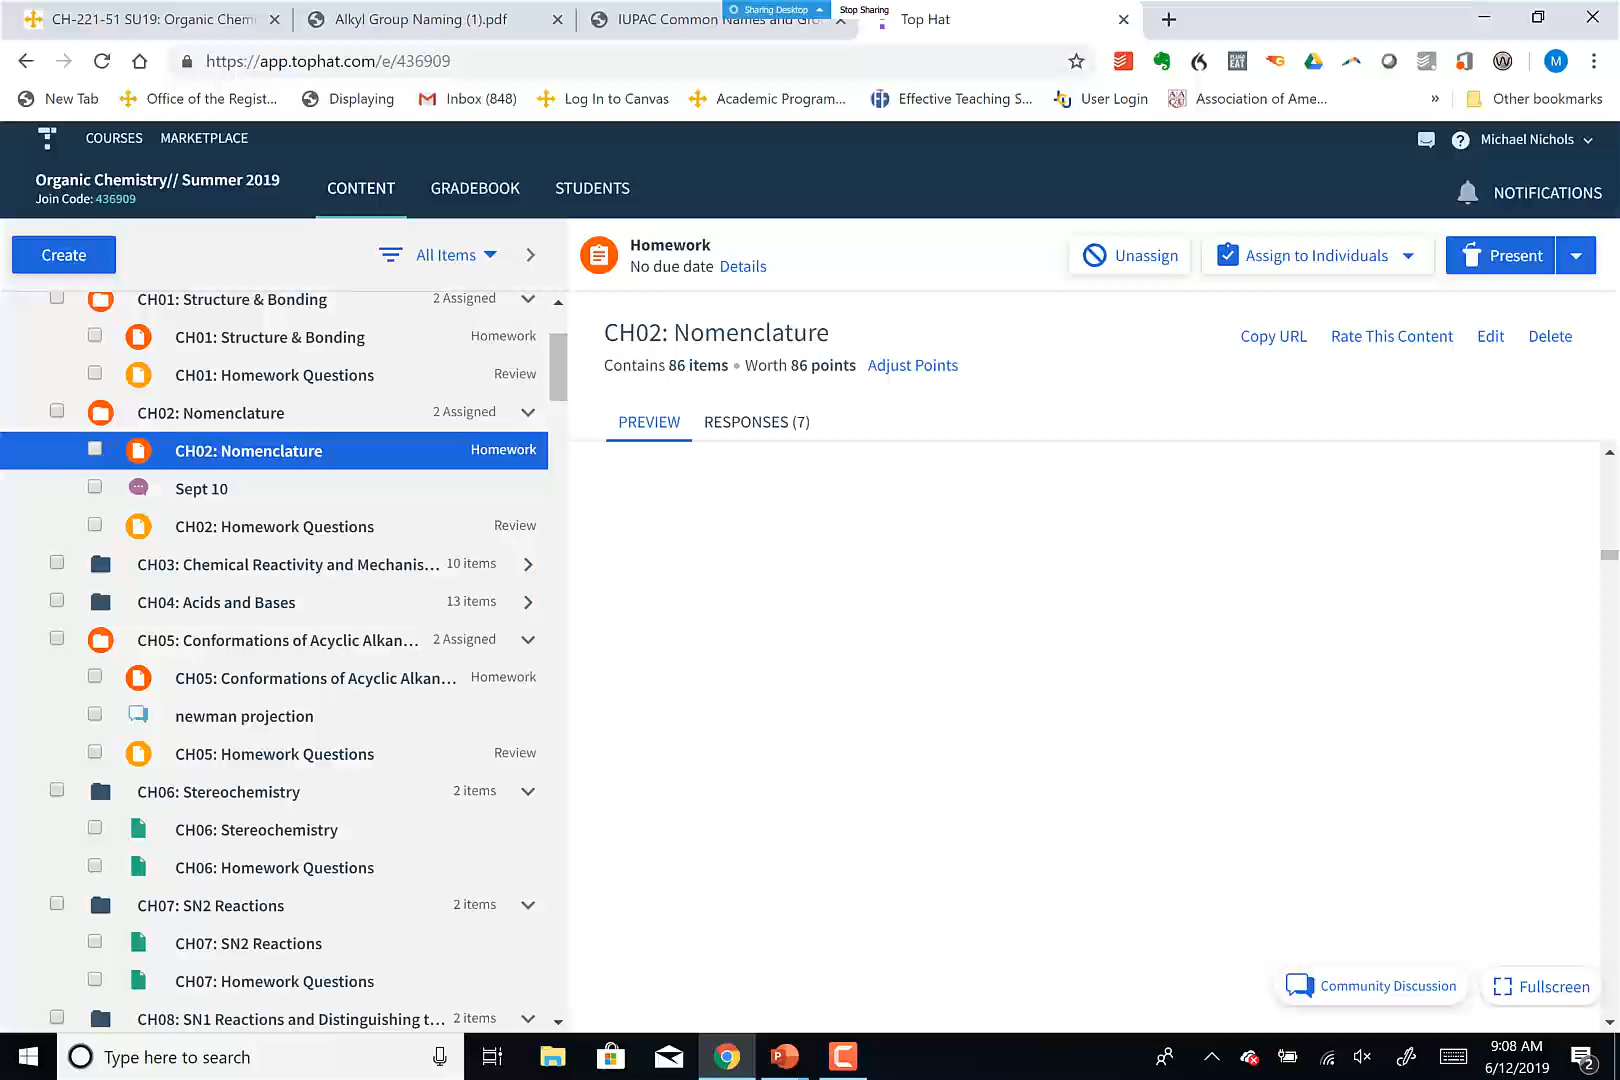 CH-221-51 SU19: Organic Chem
Alkyl Group Naming (1).pdf
IUPAC Common Names and Gro
Sharing Desktop
Stop Sharing
Top Hat
https://app.tophat.com/e/436909
M
New Tab
Office of the Regist...
Displaying
Inbox (848)
Log In to Canvas
Academic Program...
Effective Teaching S...
User Login
Association of Ame...
»
Other bookmarks
COURSES
MARKETPLACE
Michael Nichols
Organic Chemistry// Summer 2019
Join Code: 436909
CONTENT
GRADEBOOK
STUDENTS
NOTIFICATIONS
Create
All Items
Homework
No due date Details
Unassign
Assign to Individuals
Present
CH01: Structure & Bonding
2 Assigned
CH01: Structure & Bonding
Homework
CH01: Homework Questions
Review
CH02: Nomenclature
2 Assigned
CH02: Nomenclature
Homework
Sept 10
CH02: Homework Questions
Review
CH03: Chemical Reactivity and Mechanis...
10 items
CH04: Acids and Bases
13 items
CH05: Conformations of Acyclic Alkan...
2 Assigned
CH05: Conformations of Acyclic Alkan...
Homework
newman projection
CH05: Homework Questions
Review
CH06: Stereochemistry
2 items
CH06: Stereochemistry
CH06: Homework Questions
CH07: SN2 Reactions
2 items
CH07: SN2 Reactions
CH07: Homework Questions
CH08: SN1 Reactions and Distinguishing t...
2 items
CH02: Nomenclature
Copy URL
Rate This Content
Edit
Delete
Contains 86 items • Worth 86 points Adjust Points
PREVIEW
RESPONSES (7)
Community Discussion
Fullscreen
Type here to search
9:08 AM
6/12/2019
2